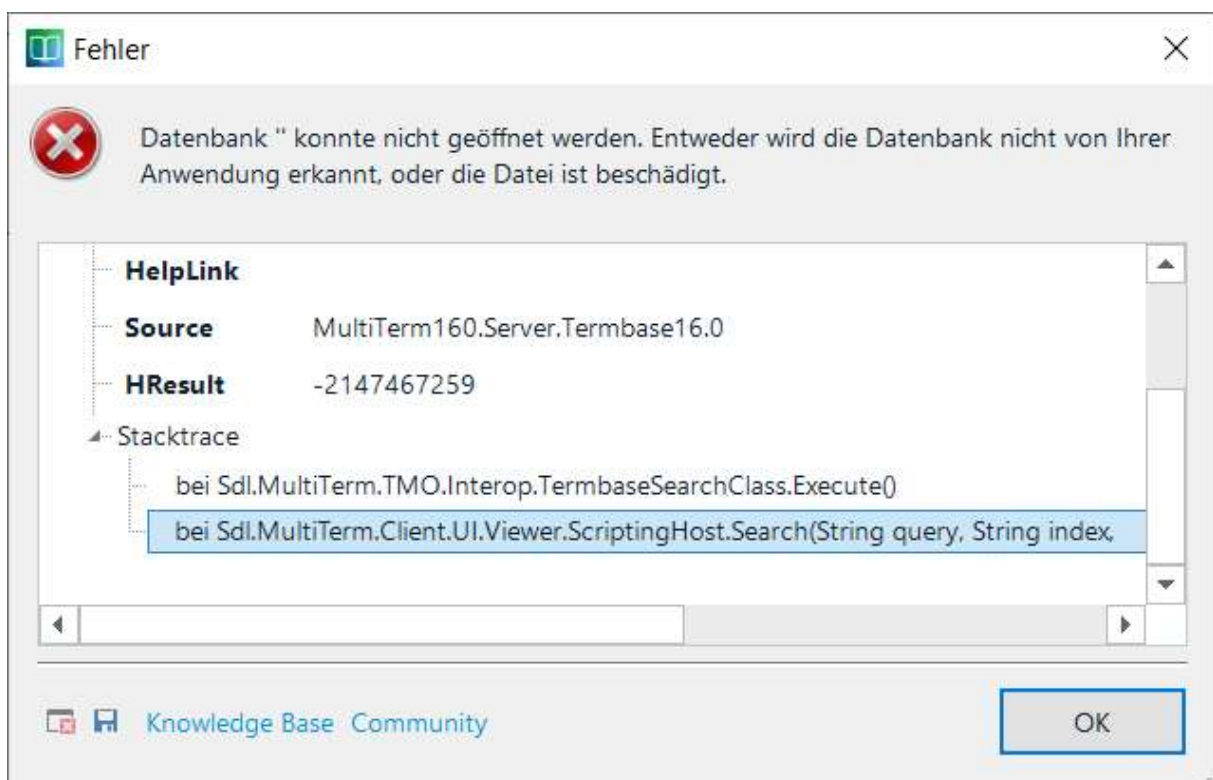 Fehler
Datenbank '' konnte nicht geöffnet werden. Entweder wird die Datenbank nicht von Ihrer
Anwendung erkannt, oder die Datei ist beschädigt.
HelpLink
Source MultiTerm160.Server.Termbase16.0
HResult -2147467259
Stacktrace
bei Sdl.MultiTerm.TMO.Interop.TermbaseSearchClass.Execute()
bei Sdl.MultiTerm.Client.UI.Viewer.ScriptingHost.Search(String query, String index,
Knowledge Base Community
OK